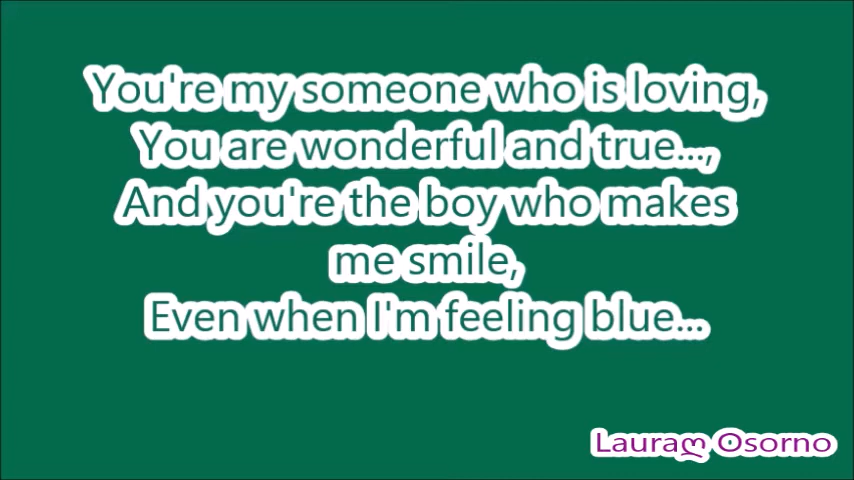 You're my someone who is loving,
You are wonderful and true...,
And you're the boy who makes
me smile,
Even when I'm feeling blue...
Lauraღ Osorno